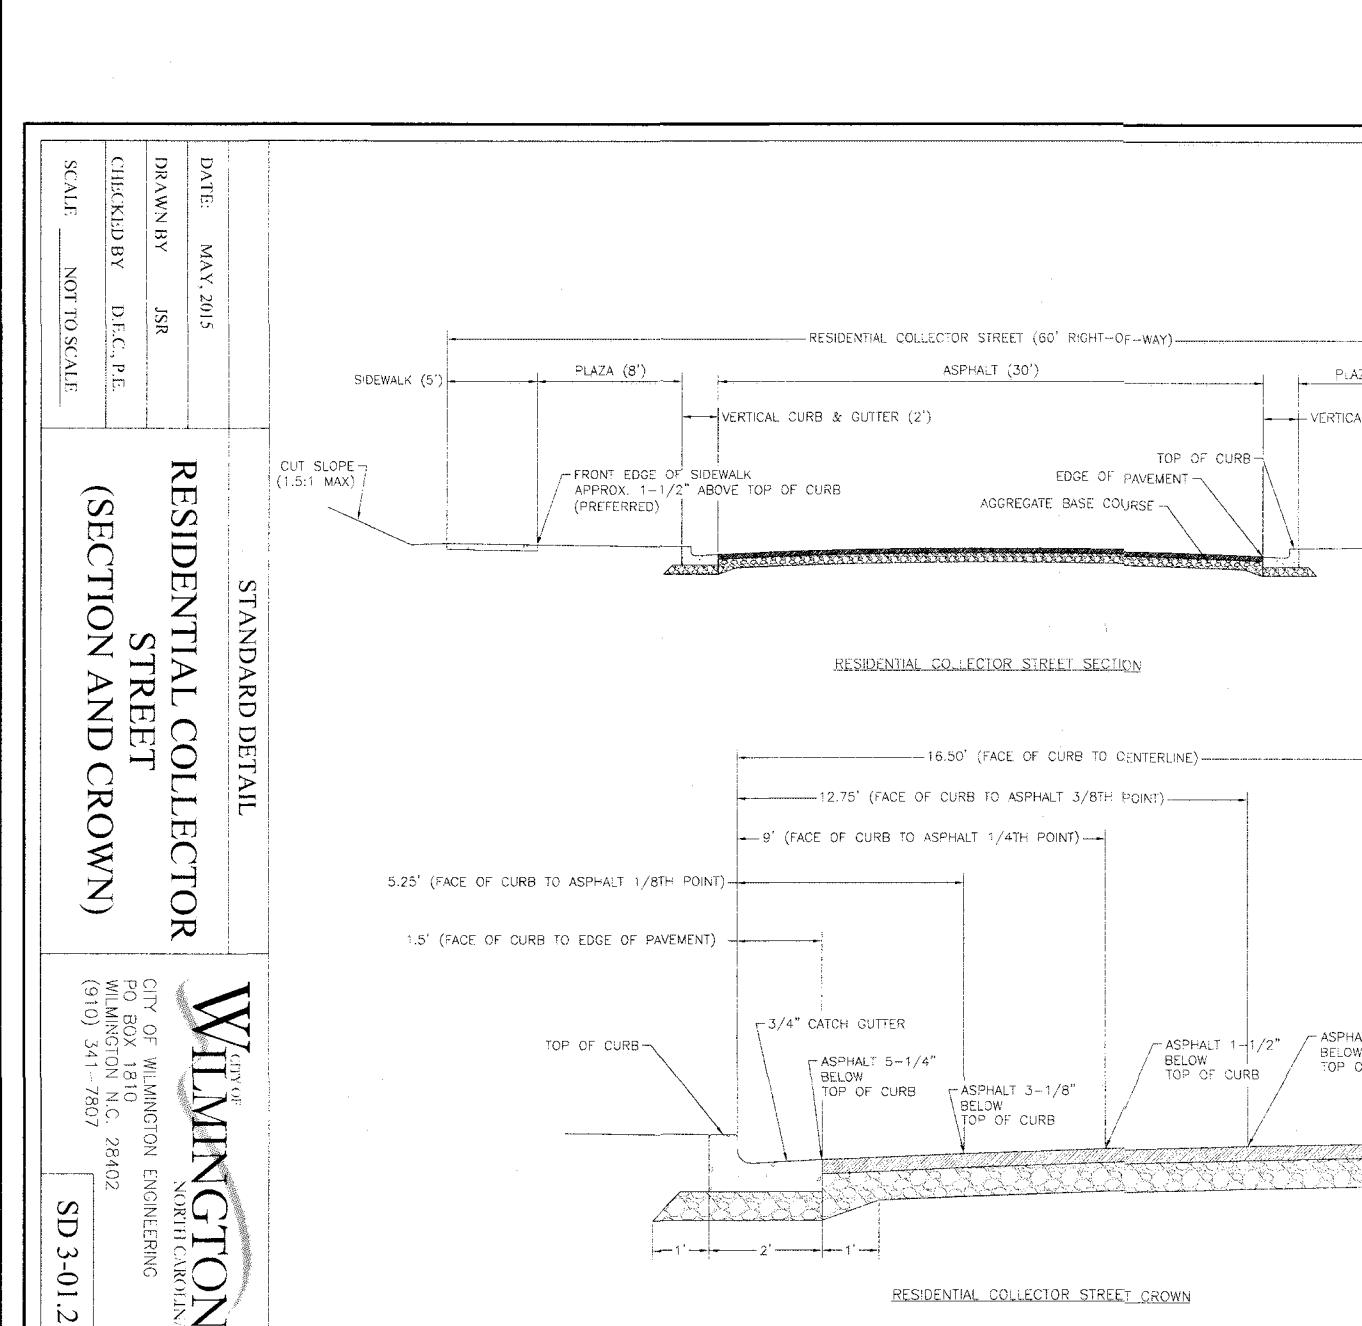 DATE: MAY, 2015
DRAWN BY JSR
CHECKED BY D.E.C., P.E.
SCALE NOT TO SCALE
STANDARD DETAIL
RESIDENTIAL COLLECTOR
STREET
(SECTION AND CROWN)
CITY OF
WILMINGTON
NORTH CAROLINA
CITY OF WILMINGTON ENGINEERING
PO BOX 1810
WILMINGTON N.C. 28402
(910) 341-7807
SD 3-01.2
RESIDENTIAL COLLECTOR STREET (60' RIGHT-OF-WAY)
SIDEWALK (5')
PLAZA (8')
ASPHALT (30')
PLAZ
VERTICAL CURB & GUTTER (2')
VERTICA
CUT SLOPE
(1.5:1 MAX)
FRONT EDGE OF SIDEWALK
APPROX. 1-1/2" ABOVE TOP OF CURB
(PREFERRED)
TOP OF CURB
EDGE OF PAVEMENT
AGGREGATE BASE COURSE
RESIDENTIAL COLLECTOR STREET SECTION
16.50' (FACE OF CURB TO CENTERLINE)
12.75' (FACE OF CURB TO ASPHALT 3/8TH POINT)
9' (FACE OF CURB TO ASPHALT 1/4TH POINT)
5.25' (FACE OF CURB TO ASPHALT 1/8TH POINT)
1.5' (FACE OF CURB TO EDGE OF PAVEMENT)
3/4" CATCH GUTTER
TOP OF CURB
ASPHALT 5-1/4"
BELOW
TOP OF CURB
ASPHALT 3-1/8"
BELOW
TOP OF CURB
ASPHALT 1-1/2"
BELOW
TOP OF CURB
ASPHA
BELOW
TOP O
1' 2' 1'
RESIDENTIAL COLLECTOR STREET CROWN